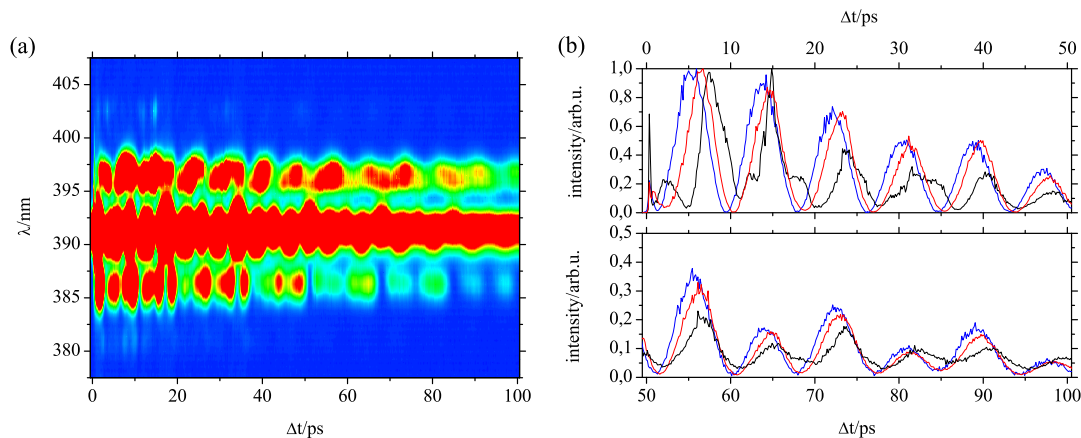 (a)
λ/nm
405
400
395
390
385
380
0 20 40 60 80 100
Δt/ps
(b)
Δt/ps
0 10 20 30 40 50
intensity/arb.u.
1,0
0,8
0,6
0,4
0,2
0,0
intensity/arb.u.
0,5
0,4
0,3
0,2
0,1
0,0
50 60 70 80 90 100
Δt/ps